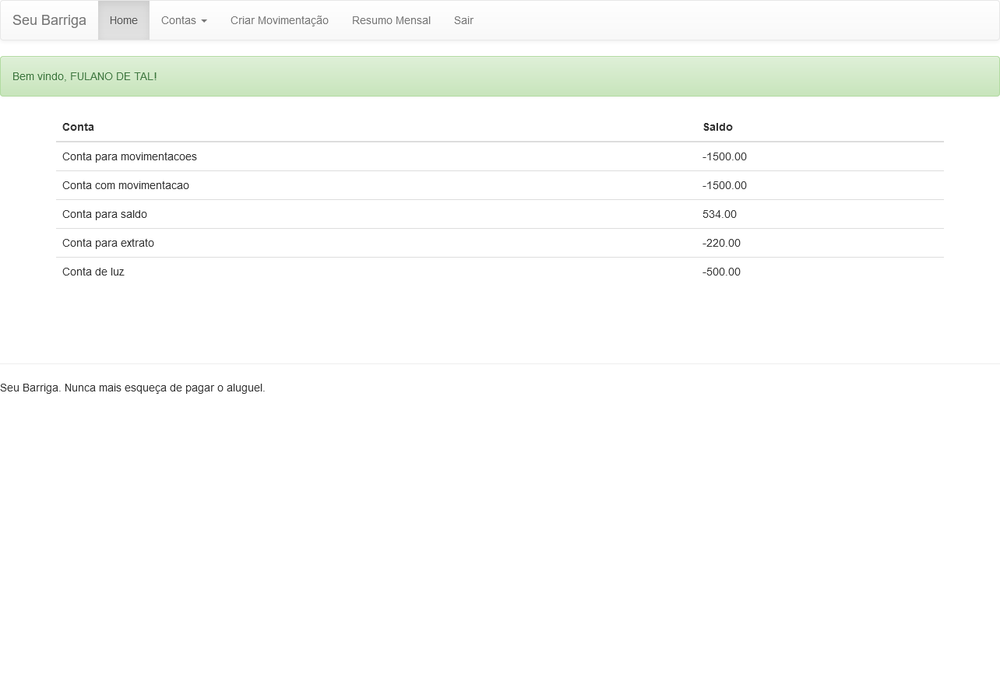 Seu Barriga Home Contas Criar Movimentação Resumo Mensal Sair
Bem vindo, FULANO DE TAL!
Conta Saldo
Conta para movimentacoes -1500.00
Conta com movimentacao -1500.00
Conta para saldo 534.00
Conta para extrato -220.00
Conta de luz -500.00
Seu Barriga. Nunca mais esqueça de pagar o aluguel.